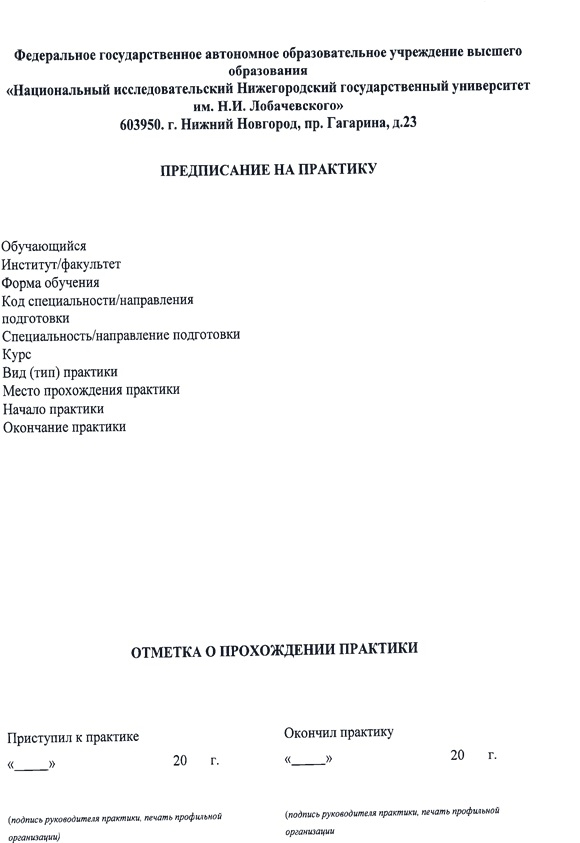 Федеральное государственное автономное образовательное учреждение высшего
образования
«Национальный исследовательский Нижегородский государственный университет
им. Н.И. Лобачевского»
603950. г. Нижний Новгород, пр. Гагарина, д.23
ПРЕДПИСАНИЕ НА ПРАКТИКУ
Обучающийся
Институт/факультет
Форма обучения
Код специальности/направления
подготовки
Специальность/направление подготовки
Курс
Вид (тип) практики
Место прохождения практики
Начало практики
Окончание практики
ОТМЕТКА О ПРОХОЖДЕНИИ ПРАКТИКИ
Приступил к практике
«_____» 20 г.
(подпись руководителя практики, печать профильной
организации)
Окончил практику
«_____» 20 г.
(подпись руководителя практики, печать профильной
организации